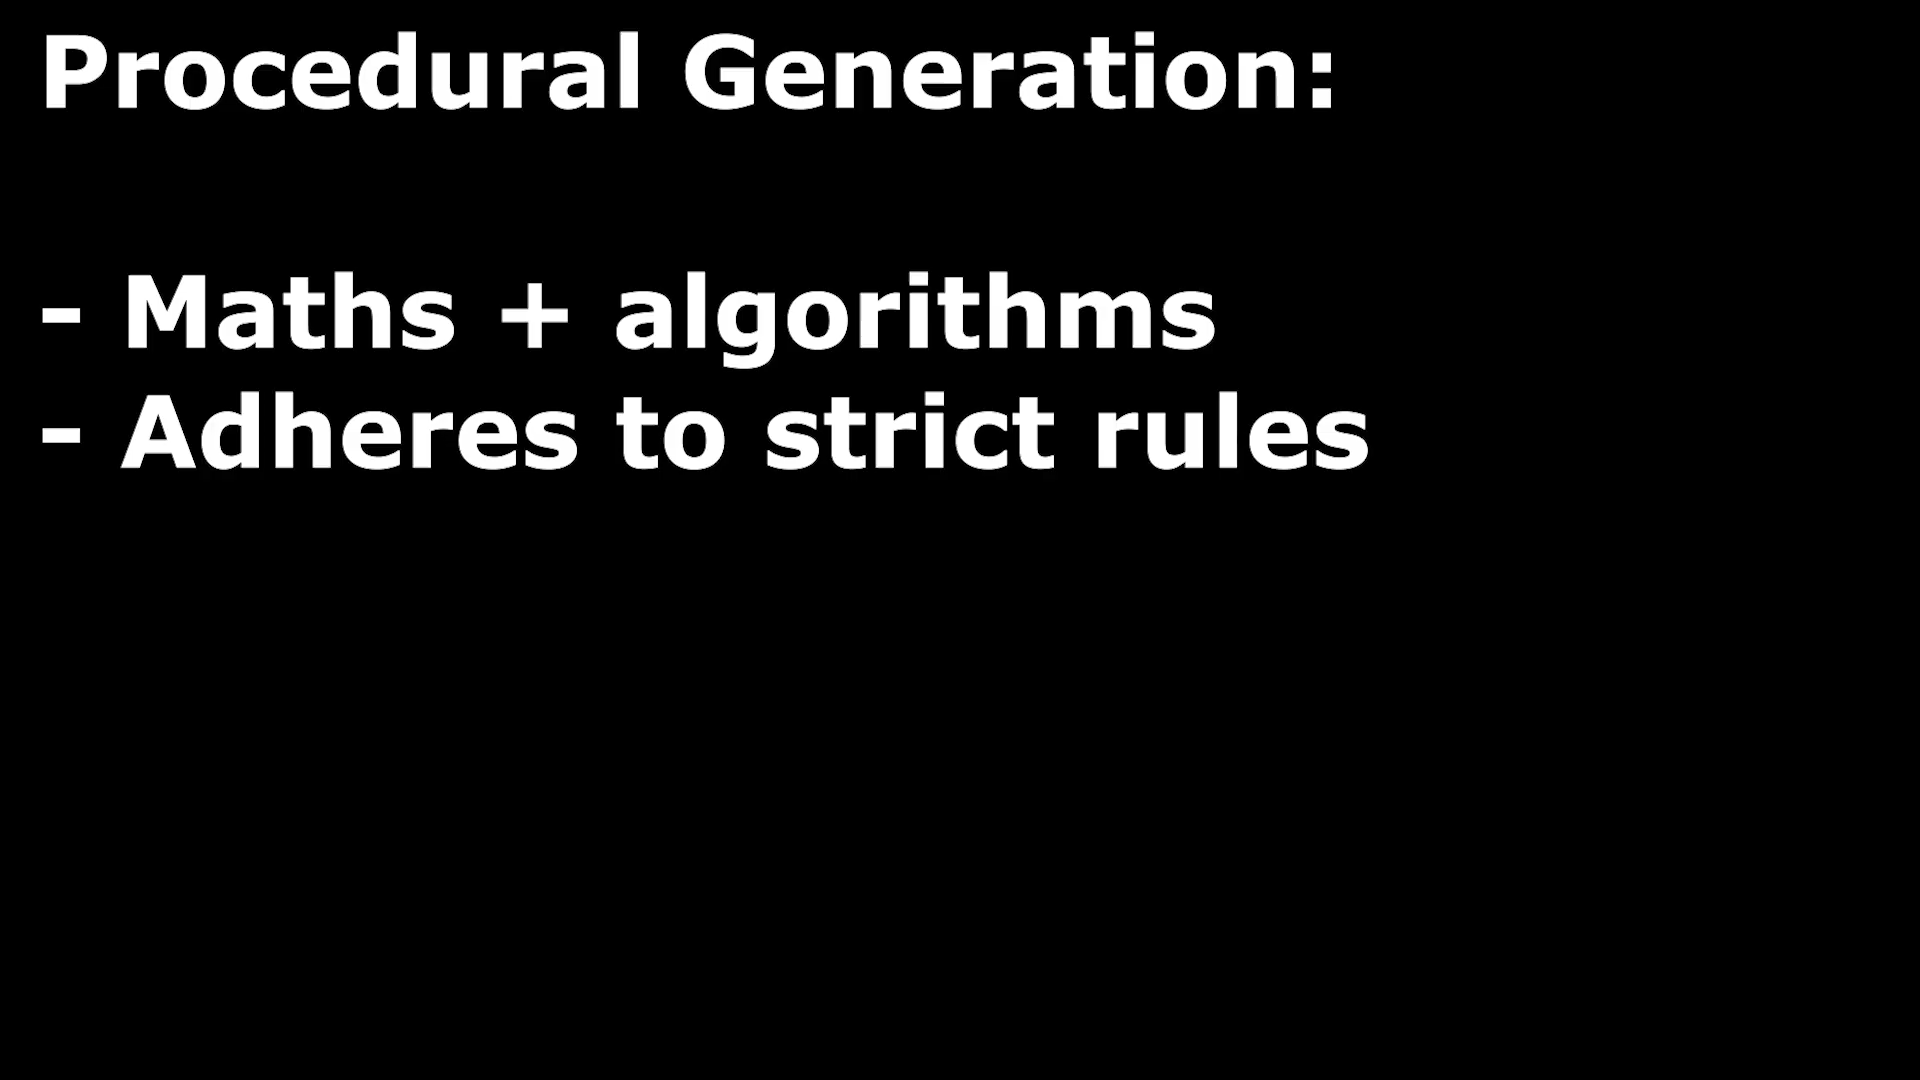 Procedural Generation:
- Maths + algorithms
- Adheres to strict rules